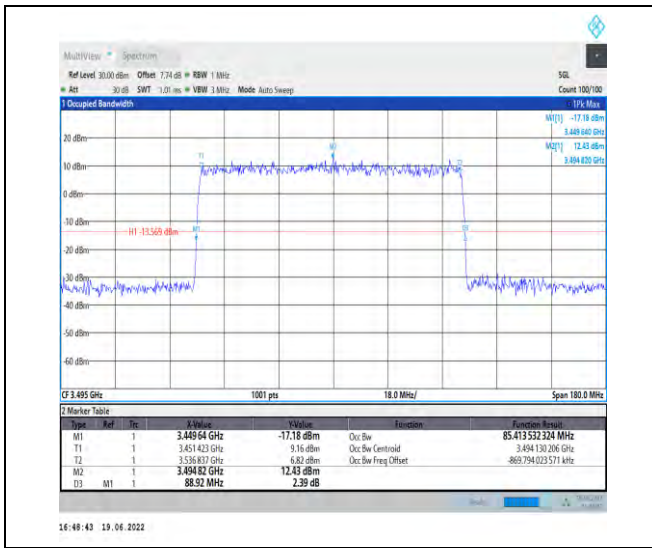 MultiView Spectrum
Ref Level 30.00 dBm Offset 7.74 dB RBW 1 MHz SGL
Att 30 dB SWT 1.01 ms VBW 3 MHz Mode Auto Sweep Count 100/100
1 Occupied Bandwidth 1Pk Max
M1[1] -17.18 dBm
3.449 640 GHz
M2[1] 12.43 dBm
3.494 820 GHz
20 dBm
10 dBm
0 dBm
-10 dBm
H1 -13.569 dBm
-20 dBm
-30 dBm
-40 dBm
-50 dBm
-60 dBm
T1
M2
M1
CF 3.495 GHz 1001 pts 18.0 MHz/ Span 180.0 MHz
2 Marker Table
Type Ref Trc X-Value Y-Value Function Function Result
M1 1 3.449 64 GHz -17.18 dBm Occ Bw 85.413 532 324 MHz
T1 1 3.451 423 GHz 9.16 dBm Occ Bw Centroid 3.494 130 206 GHz
T2 1 3.536 837 GHz 6.82 dBm Occ Bw Freq Offset -869.794 023 571 kHz
M2 1 3.494 82 GHz 12.43 dBm
D3 M1 1 88.92 MHz 2.39 dB
16:48:43 19.06.2022